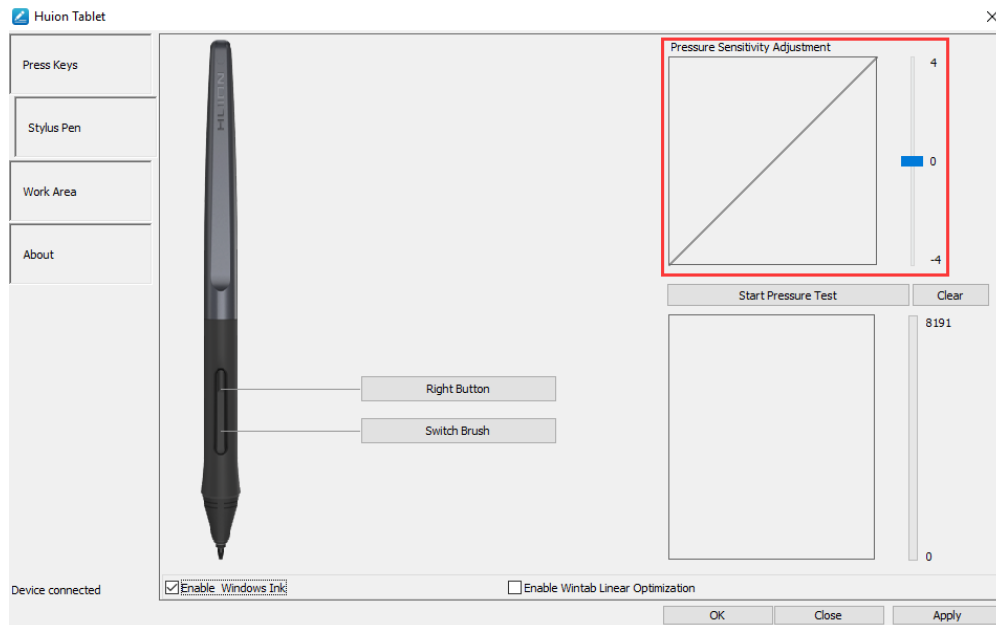 Huion Tablet
Press Keys
Stylus Pen
Work Area
About
Device connected
HUION
Right Button
Switch Brush
Pressure Sensitivity Adjustment
4
0
-4
Start Pressure Test
Clear
8191
0
Enable Windows Ink
Enable Wintab Linear Optimization
OK
Close
Apply